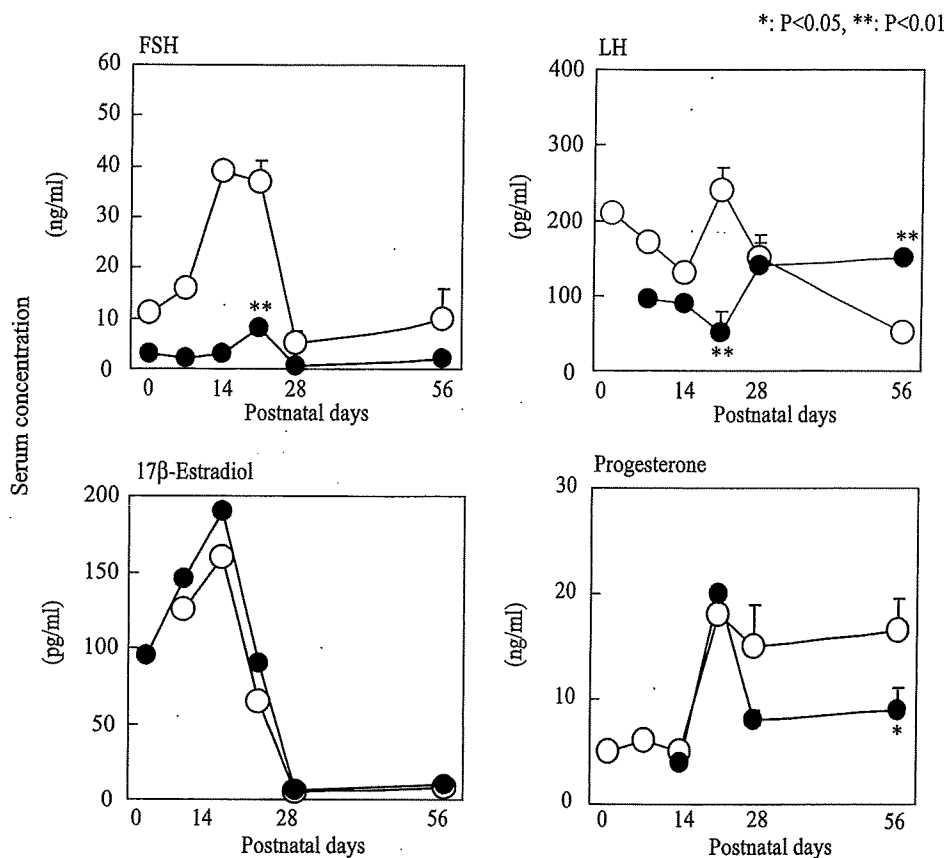 *: P<0.05, **: P<0.01
FSH
60
50
40
30
20
10
0
(ng/ml)
**
0 14 28 56
Postnatal days
LH
400
300
200
100
0
(pg/ml)
**
**
0 14 28 56
Postnatal days
Serum concentration
17β-Estradiol
200
150
100
50
0
(pg/ml)
0 14 28 56
Postnatal days
Progesterone
30
20
10
0
(ng/ml)
*
0 14 28 56
Postnatal days